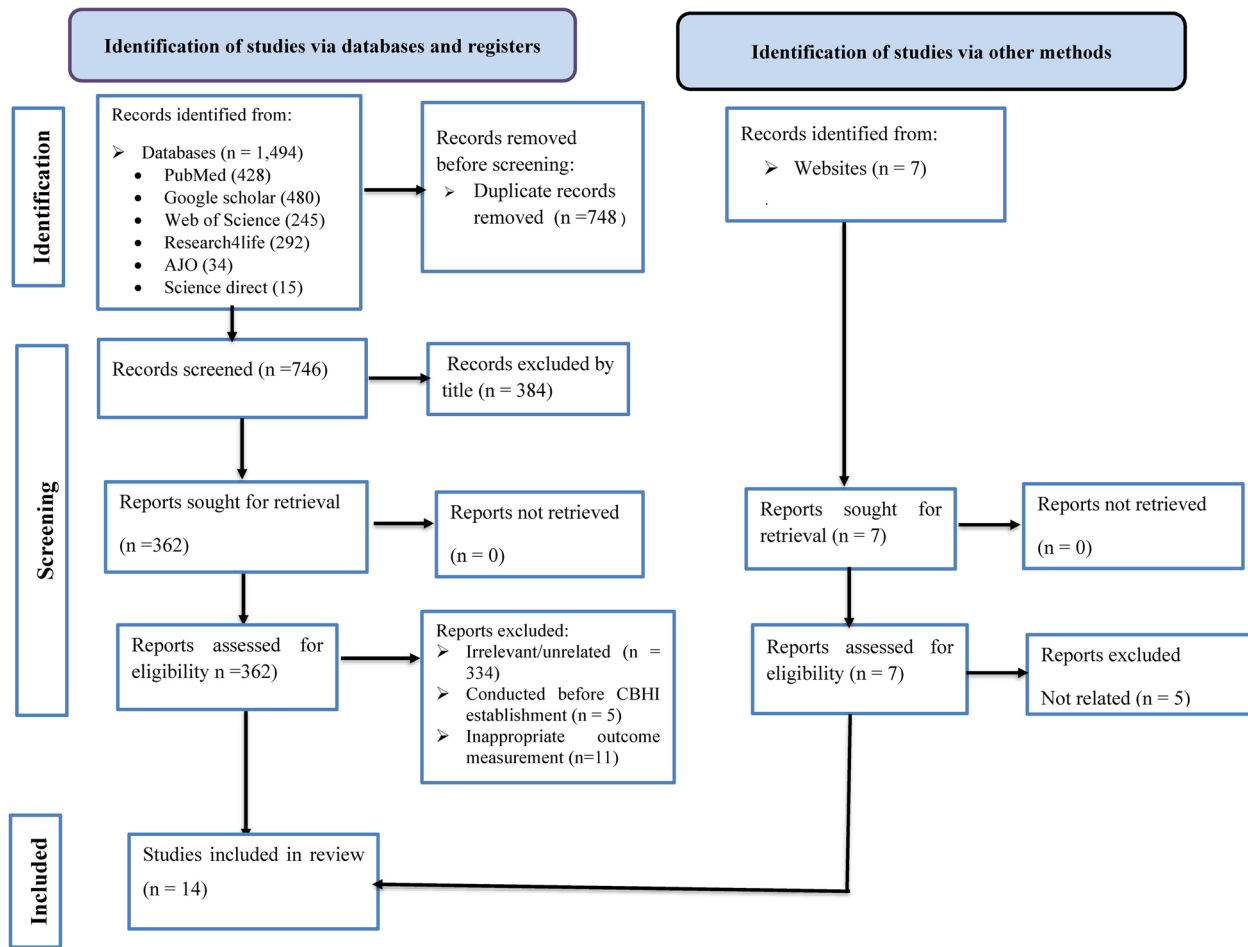 Identification of studies via databases and registers
Identification of studies via other methods
Identification
Records identified from:
➢ Databases (n = 1,494)
• PubMed (428)
• Google scholar (480)
• Web of Science (245)
• Research4life (292)
• AJO (34)
• Science direct (15)
Records removed
before screening:
➢ Duplicate records
removed (n =748)
Records identified from:
➢ Websites (n = 7)
.
Screening
Records screened (n =746)
Records excluded by
title (n = 384)
Reports sought for retrieval
(n =362)
Reports not retrieved
(n = 0)
Reports sought for
retrieval (n = 7)
Reports not retrieved
(n = 0)
Reports assessed for
eligibility n =362)
Reports excluded:
➢ Irrelevant/unrelated (n =
334)
➢ Conducted before CBHI
establishment (n = 5)
➢ Inappropriate outcome
measurement (n=11)
Reports assessed for
eligibility (n = 7)
Reports excluded
Not related (n = 5)
Included
Studies included in review
(n = 14)